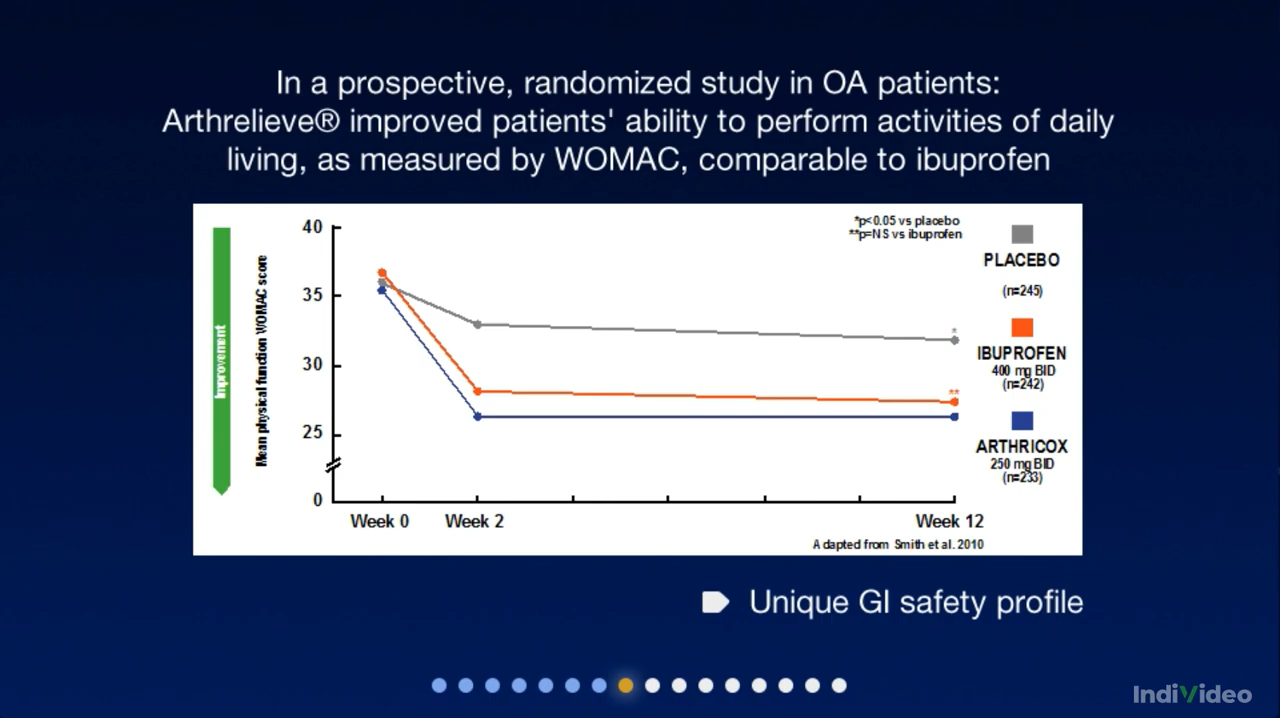 In a prospective, randomized study in OA patients:
Arthrelieve® improved patients' ability to perform activities of daily
living, as measured by WOMAC, comparable to ibuprofen
Improvement
Mean physical function WOMAC score
40
35
30
25
0
Week 0
Week 2
Week 12
*p<0.05 vs placebo
**p=NS vs ibuprofen
*
**
PLACEBO
(n=245)
IBUPROFEN
400 mg BID
(n=242)
ARTHRICOX
250 mg BID
(n=233)
Adapted from Smith et al. 2010
Unique GI safety profile
IndiVideo